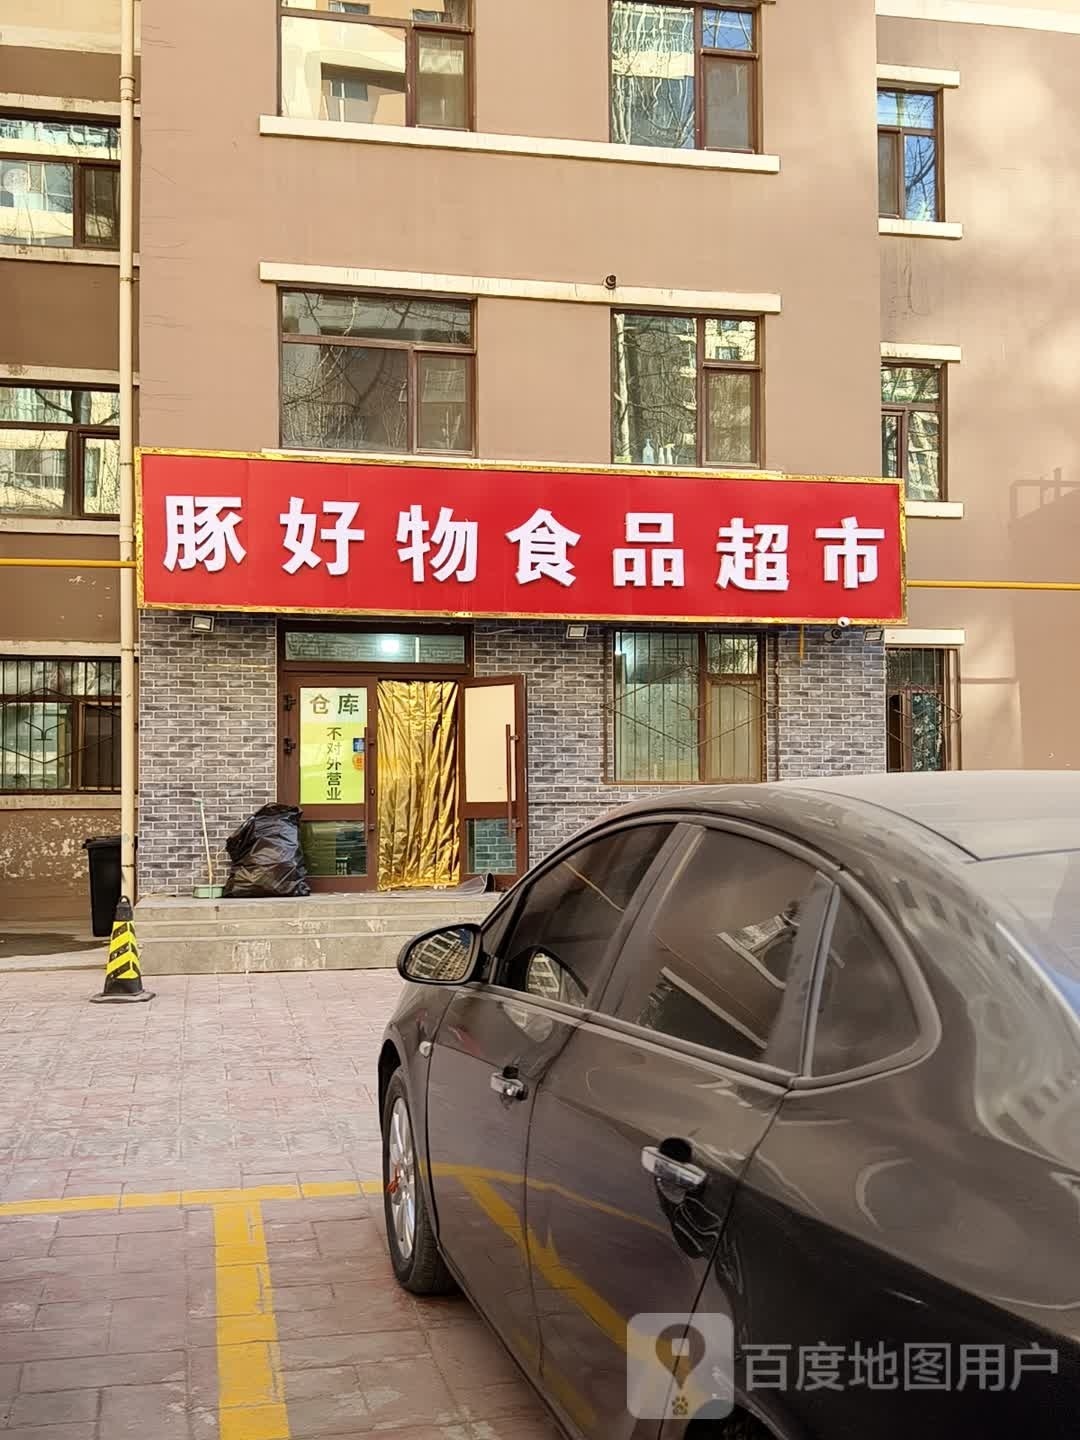 豚好物食品超市
仓库
不对外营业
百度地图用户